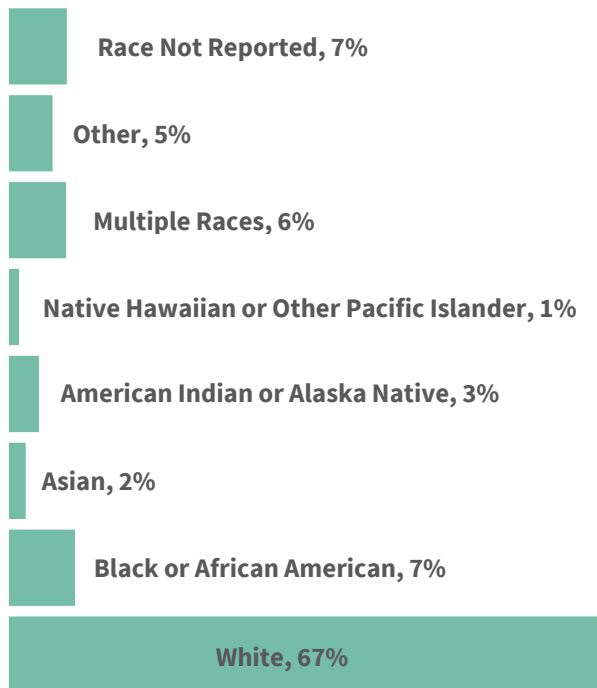 Race Not Reported, 7%
Other, 5%
Multiple Races, 6%
Native Hawaiian or Other Pacific Islander, 1%
American Indian or Alaska Native, 3%
Asian, 2%
Black or African American, 7%
White, 67%